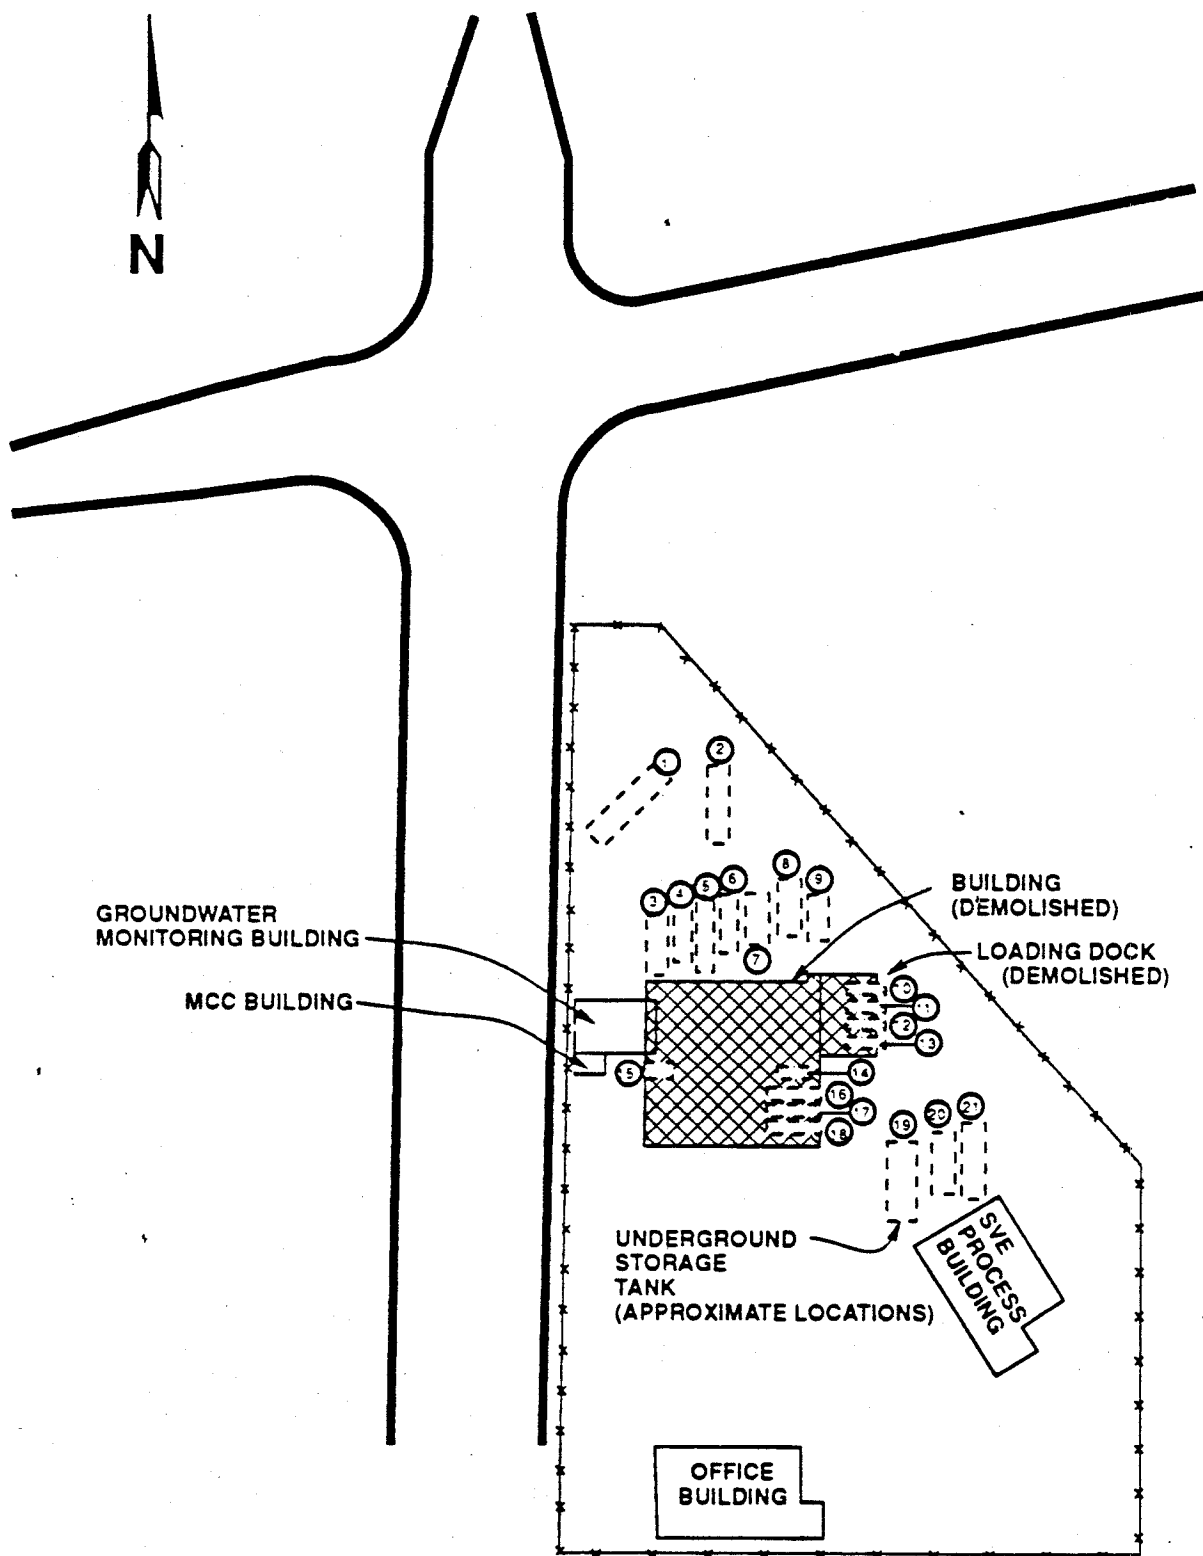 N
1
2
3
4
5
6
7
8
9
BUILDING
(DEMOLISHED)
GROUNDWATER
MONITORING BUILDING
LOADING DOCK
(DEMOLISHED)
MCC BUILDING
10
11
12
13
14
15
16
17
18
19
20
21
UNDERGROUND
STORAGE
TANK
(APPROXIMATE LOCATIONS)
SVE
PROCESS
BUILDING
OFFICE
BUILDING